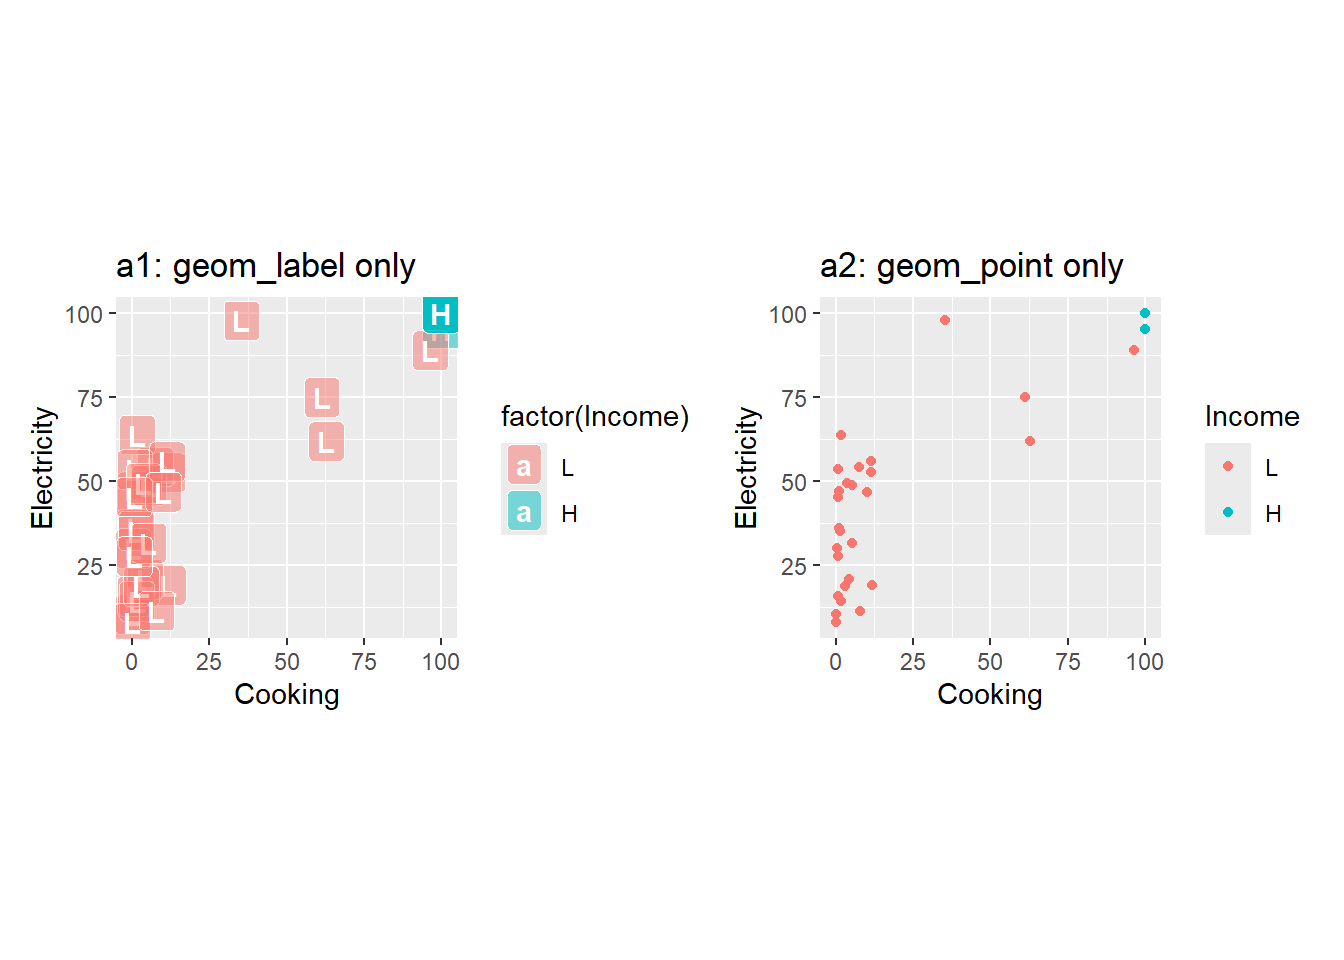 a1: geom_label only
100
75
50
25
Electricity
0 25 50 75 100
Cooking
L
H
L
L
L
L
L
L
L
L
L
L
L
L
L
L
factor(Income)
a L
a H
a2: geom_point only
100
75
50
25
Electricity
0 25 50 75 100
Cooking
Income
L
H